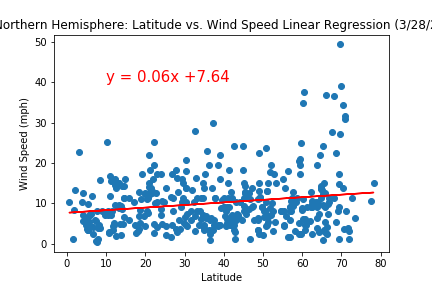 Northern Hemisphere: Latitude vs. Wind Speed Linear Regression (3/28/
y = 0.06x +7.64
Wind Speed (mph)
50
40
30
20
10
0
0 10 20 30 40 50 60 70 80
Latitude